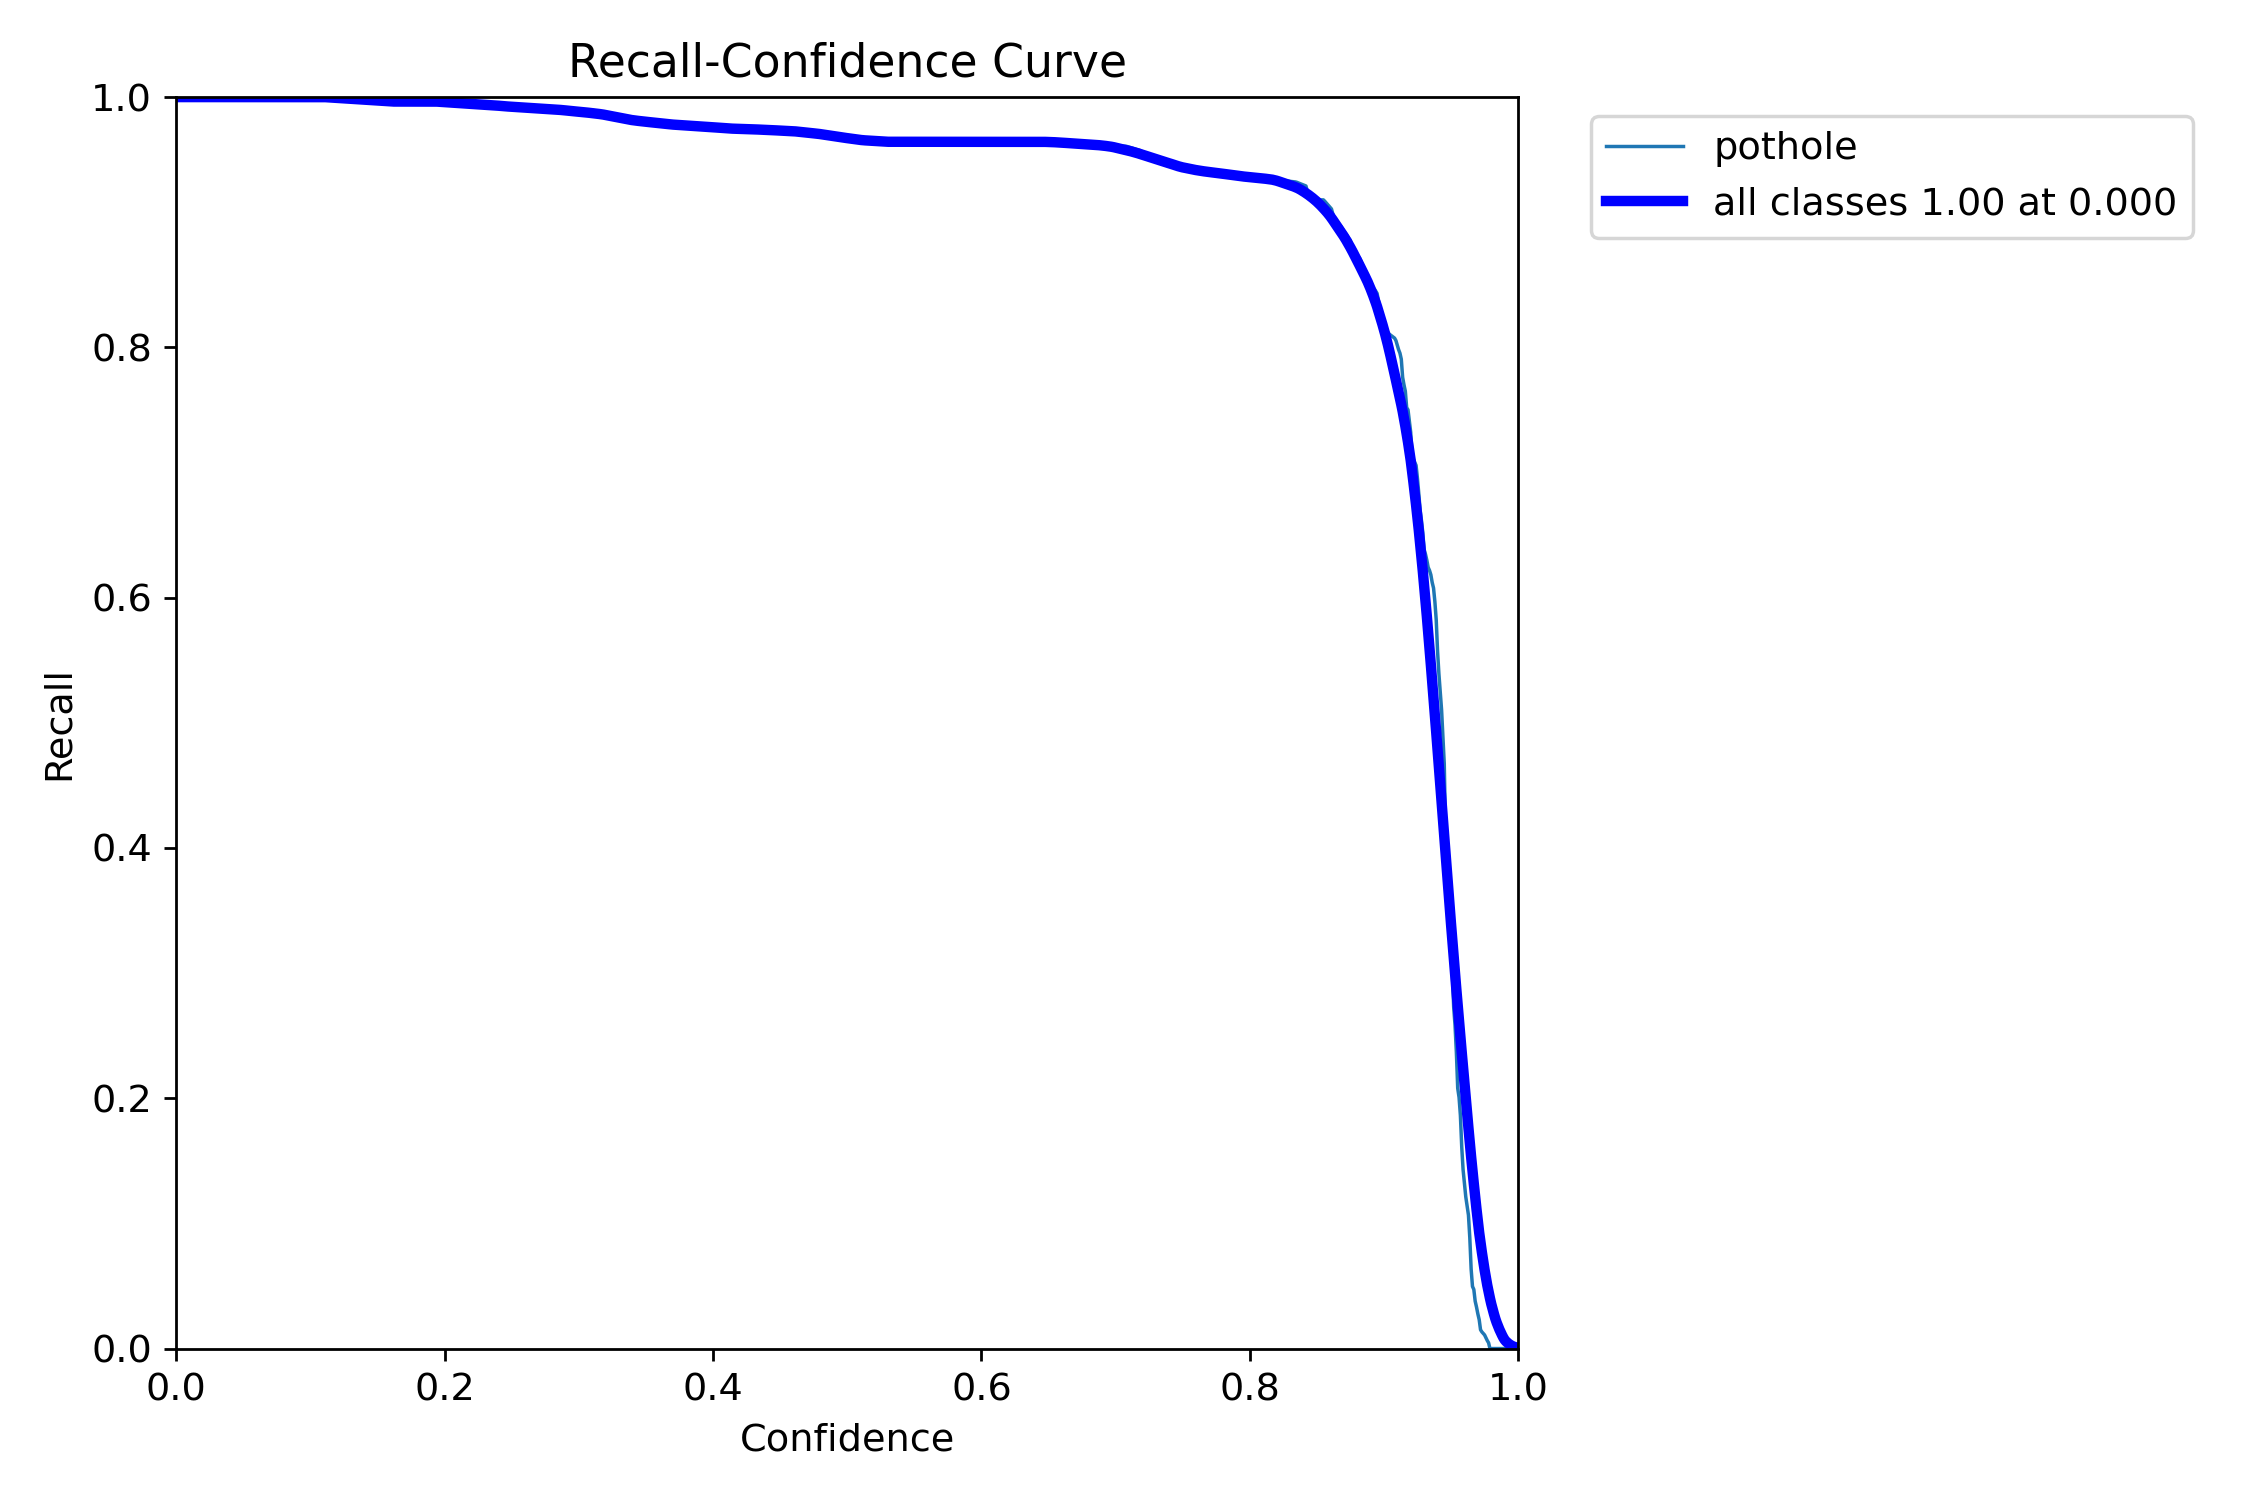 Recall-Confidence Curve
1.0
0.8
0.6
0.4
0.2
0.0
Recall
0.0 0.2 0.4 0.6 0.8 1.0
Confidence
pothole
all classes 1.00 at 0.000